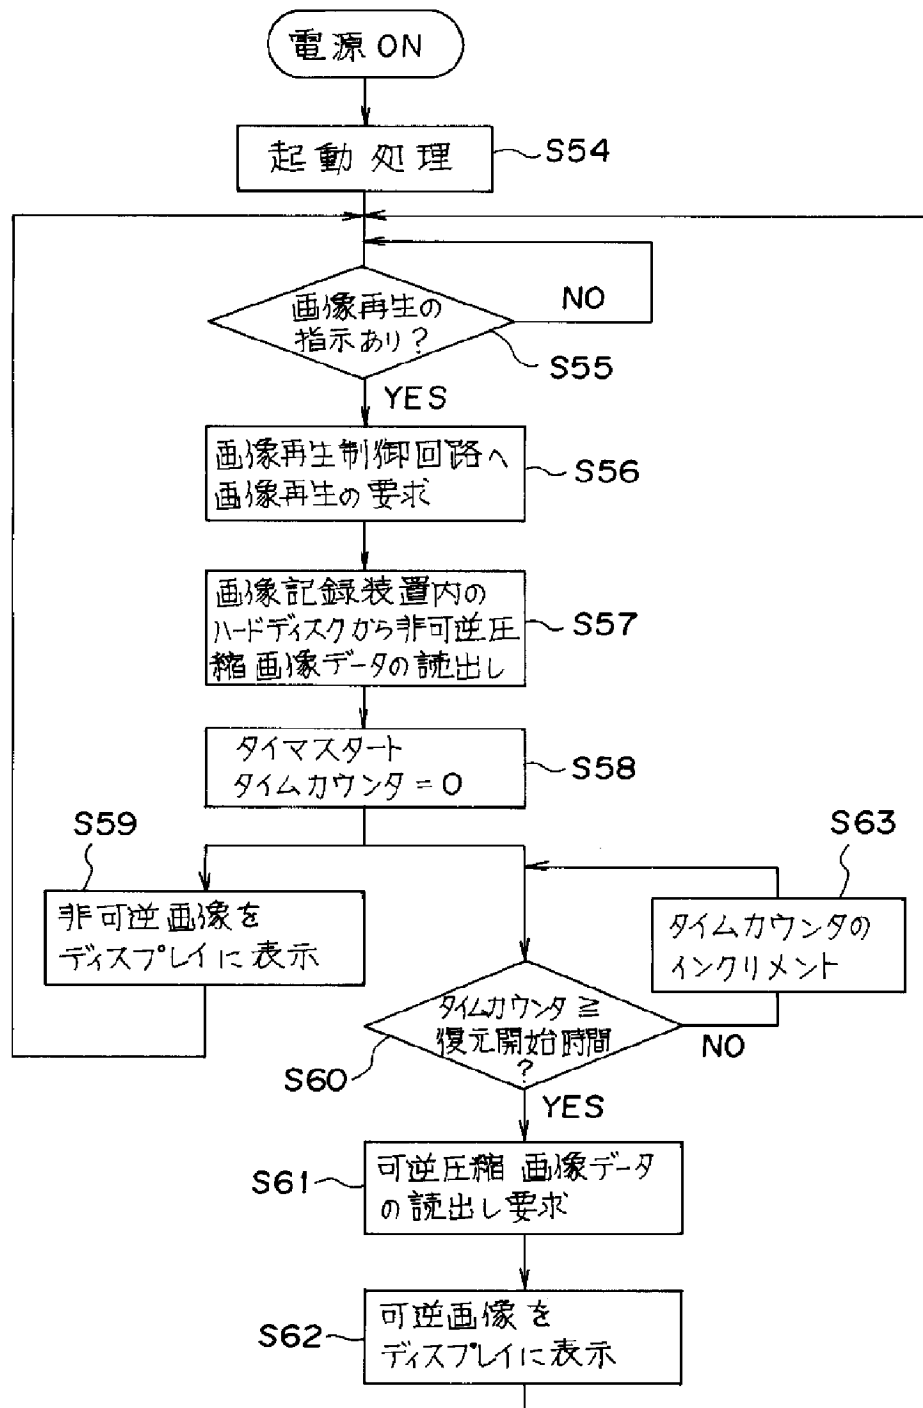 電源ON
起動処理
S54
画像再生の
指示あり?
NO
S55
YES
画像再生制御回路へ
画像再生の要求
S56
画像記録装置内の
ハードディスクから非可逆圧
縮画像データの読出し
S57
タイマスタート
タイムカウンタ=0
S58
S59
非可逆画像を
ディスプレイに表示
S63
タイムカウンタの
インクリメント
タイムカウンタ≧
復元開始時間
?
NO
S60
YES
S61
可逆圧縮 画像データ
の読出し要求
S62
可逆画像を
ディスプレイに表示